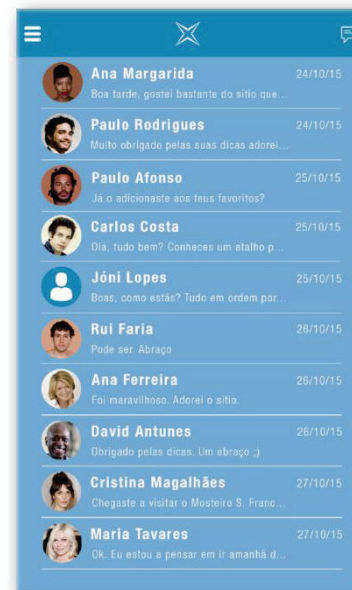 Ana Margarida 24/10/15
Boa tarde, gostei bastante do sítio que...
Paulo Rodrigues 24/10/15
Muito obrigado pelas suas dicas adorei...
Paulo Afonso 25/10/15
Já o adicionaste aos teus favoritos?
Carlos Costa 25/10/15
Olá, tudo bem? Conheces um atalho p...
Jóni Lopes 25/10/15
Boas, como estás? Tudo em ordem por...
Rui Faria 26/10/15
Pode ser. Abraço
Ana Ferreira 26/10/15
Foi maravilhoso. Adorei o sítio.
David Antunes 26/10/15
Obrigado pelas dicas. Um abraço ;)
Cristina Magalhães 27/10/15
Chegaste a visitar o Mosteiro S. Franc...
Maria Tavares 27/10/15
Ok. Eu estou a pensar em ir amanhã d...